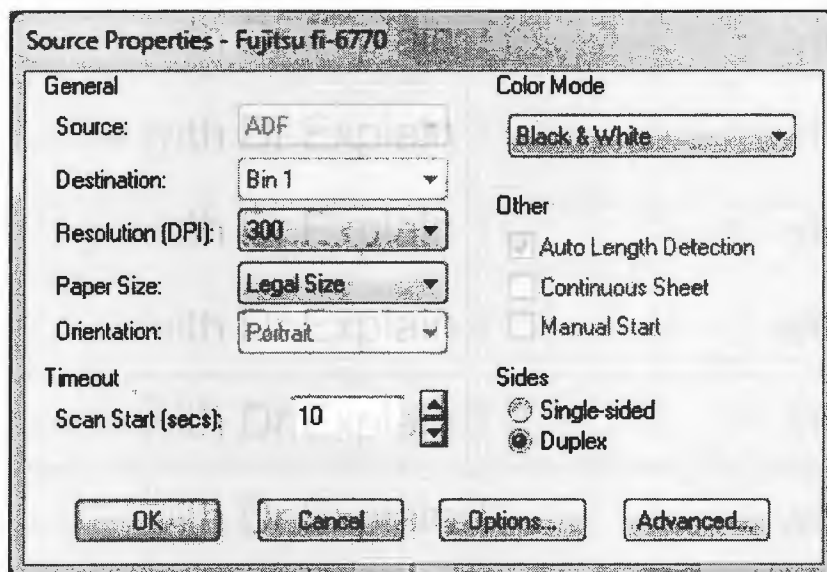 Source Properties - Fujitsu fi-6770
General
Source: ADF
Destination: Bin 1
Resolution (DPI): 300
Paper Size: Legal Size
Orientation: Portrait
Timeout
Scan Start (secs): 10
Color Mode
Black & White
Other
Auto Length Detection
Continuous Sheet
Manual Start
Sides
Single-sided
Duplex
OK Cancel Options... Advanced...